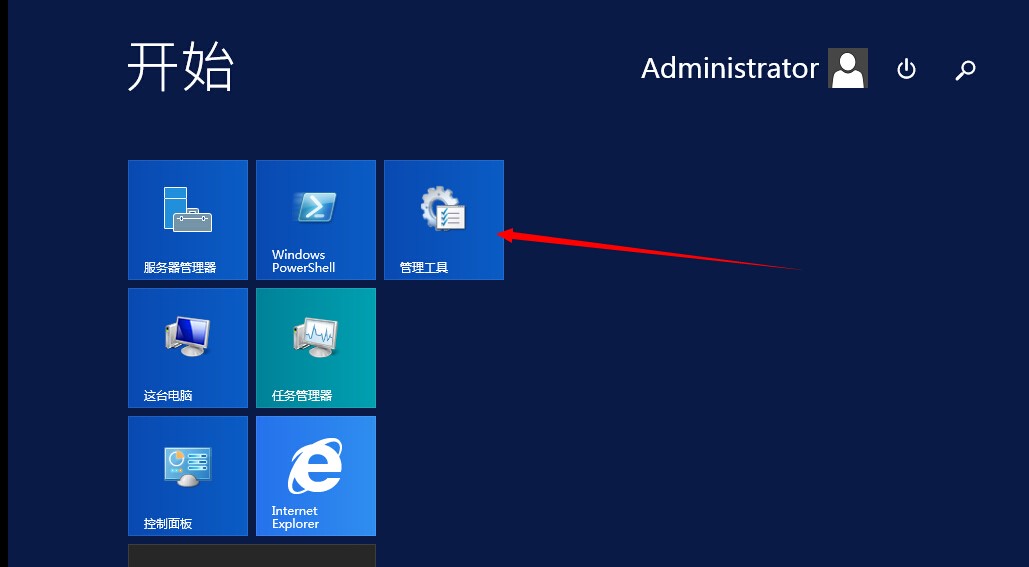 开始
Administrator
服务器管理器
Windows
PowerShell
管理工具
这台电脑
任务管理器
控制面板
Internet
Explorer